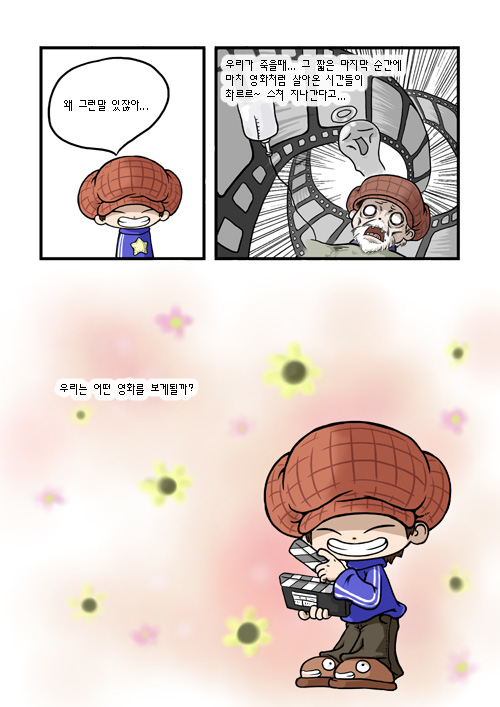 왜 그런말 있잖아...
우리가 죽을때... 그 짧은 마지막 순간에
마치 영화처럼 살아온 시간들이
촤르르~ 스쳐 지나간다고...
우리는 어떤 영화를 보게될까?